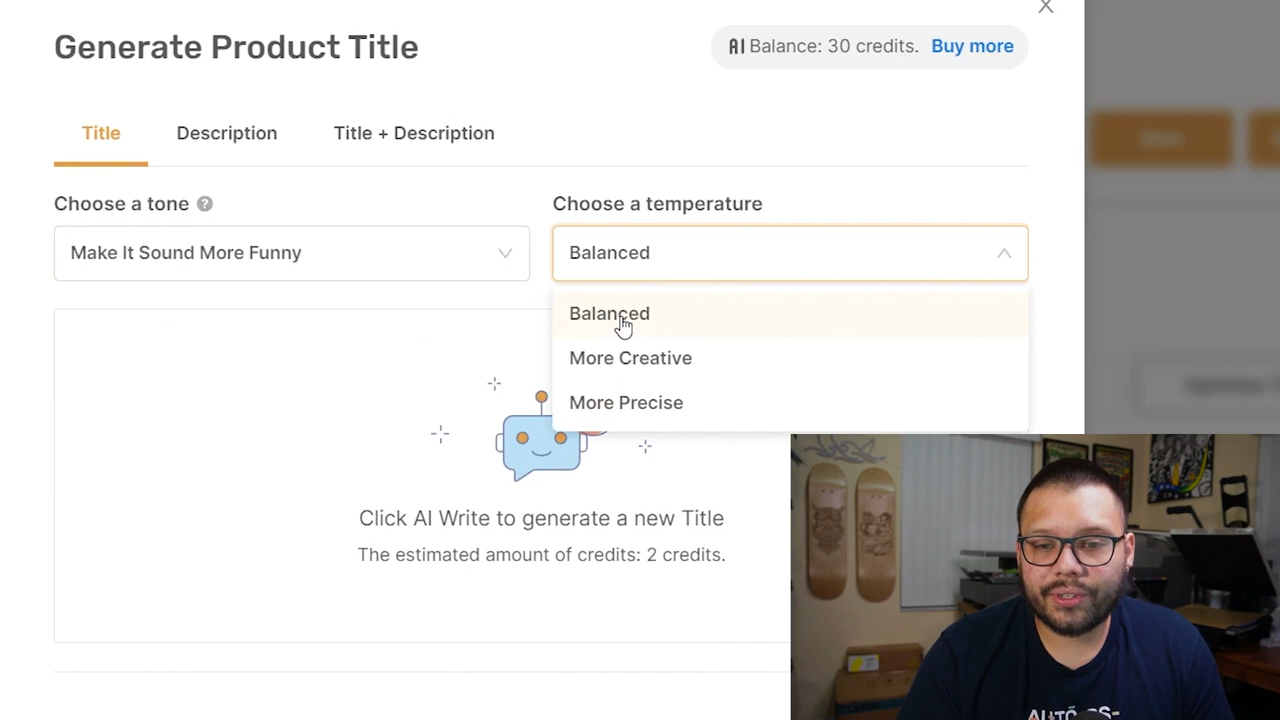 Generate Product Title
AI Balance: 30 credits. Buy more
Title
Description
Title + Description
Choose a tone ?
Choose a temperature
Make It Sound More Funny
Balanced
Balanced
More Creative
More Precise
Click AI Write to generate a new Title
The estimated amount of credits: 2 credits.